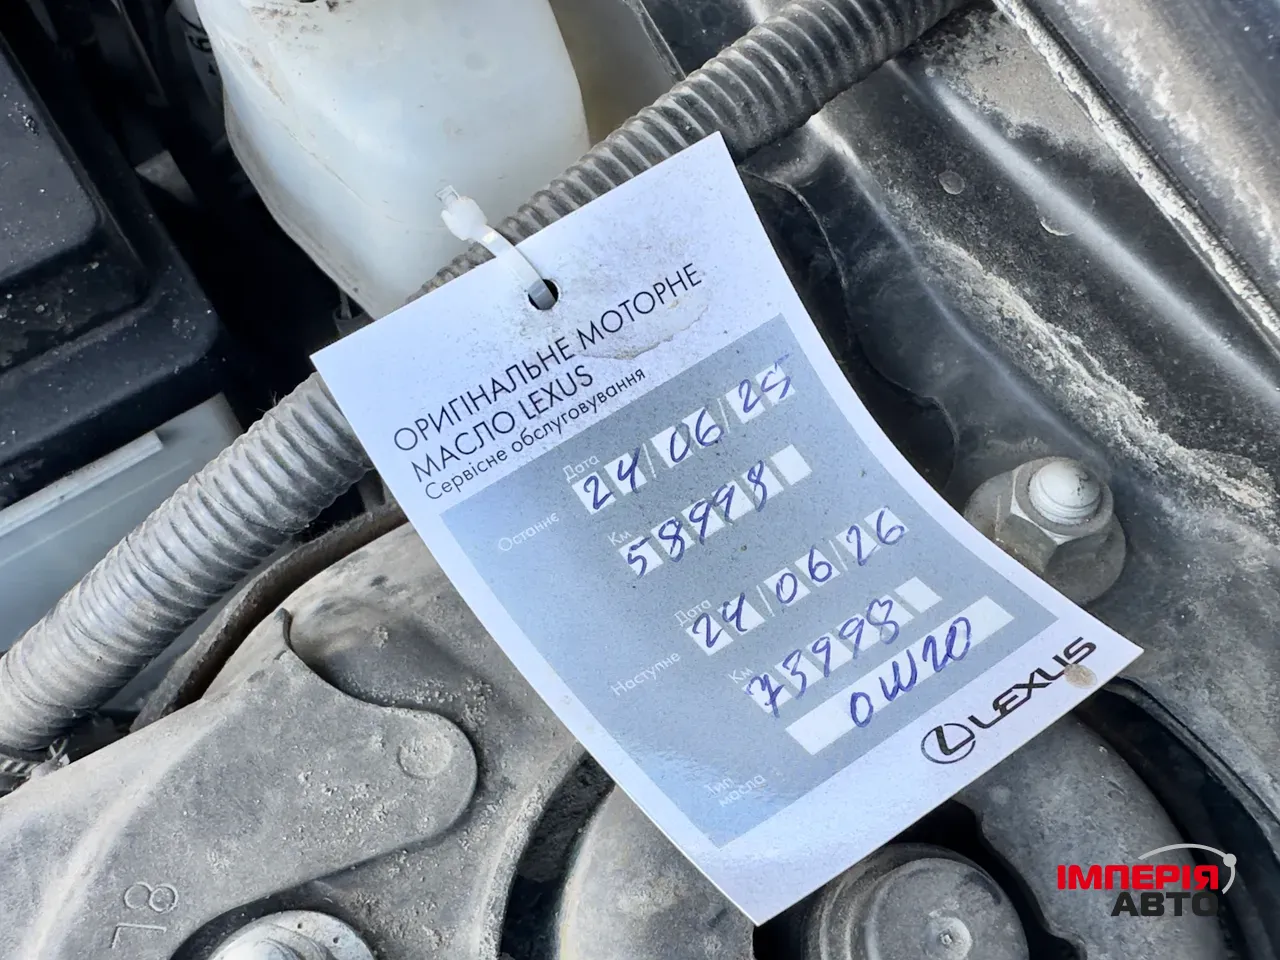 ОРИГІНАЛЬНЕ МОТОРНЕ
МАСЛО LEXUS
Сервісне обслуговування
Останнє
Дата
24/06/25
Км
58998
Наступне
Дата
24/06/26
Км
73998
Тип
масла
0W20
LEXUS
78
ІМПЕРІЯ
АВТО